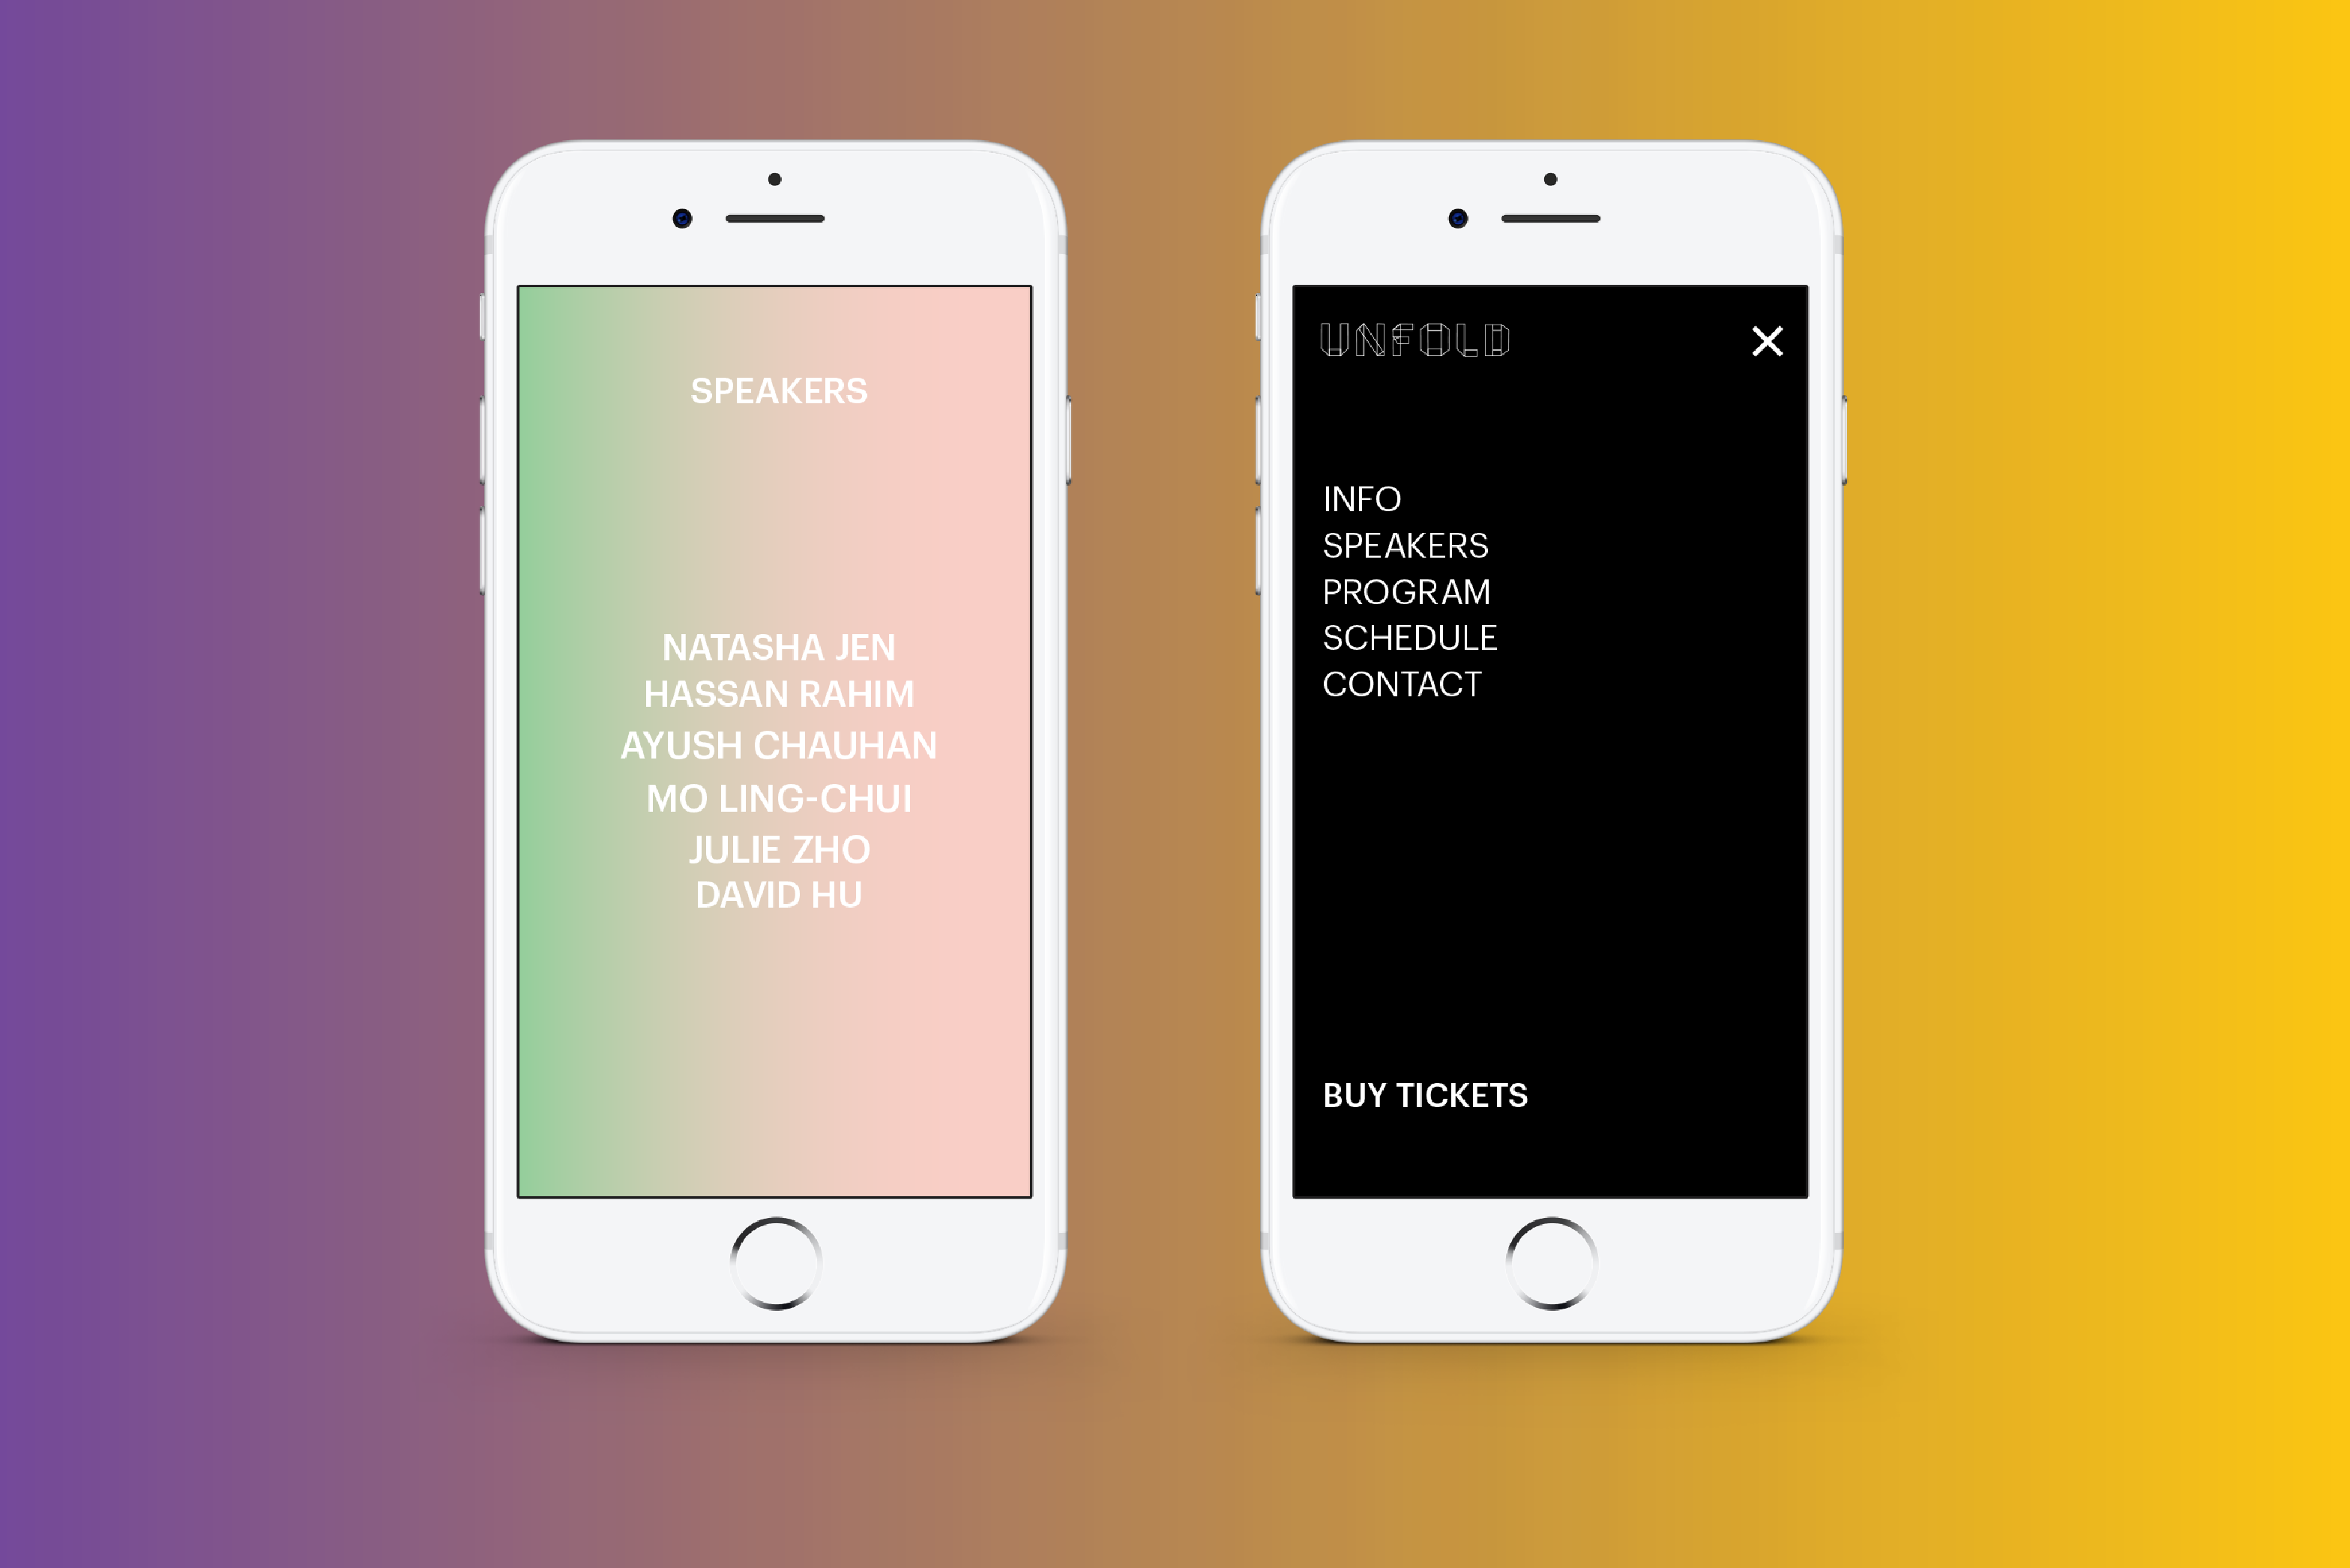 SPEAKERS
NATASHA JEN
HASSAN RAHIM
AYUSH CHAUHAN
MO LING-CHUI
JULIE ZHO
DAVID HU
UNFOLD
INFO
SPEAKERS
PROGRAM
SCHEDULE
CONTACT
BUY TICKETS